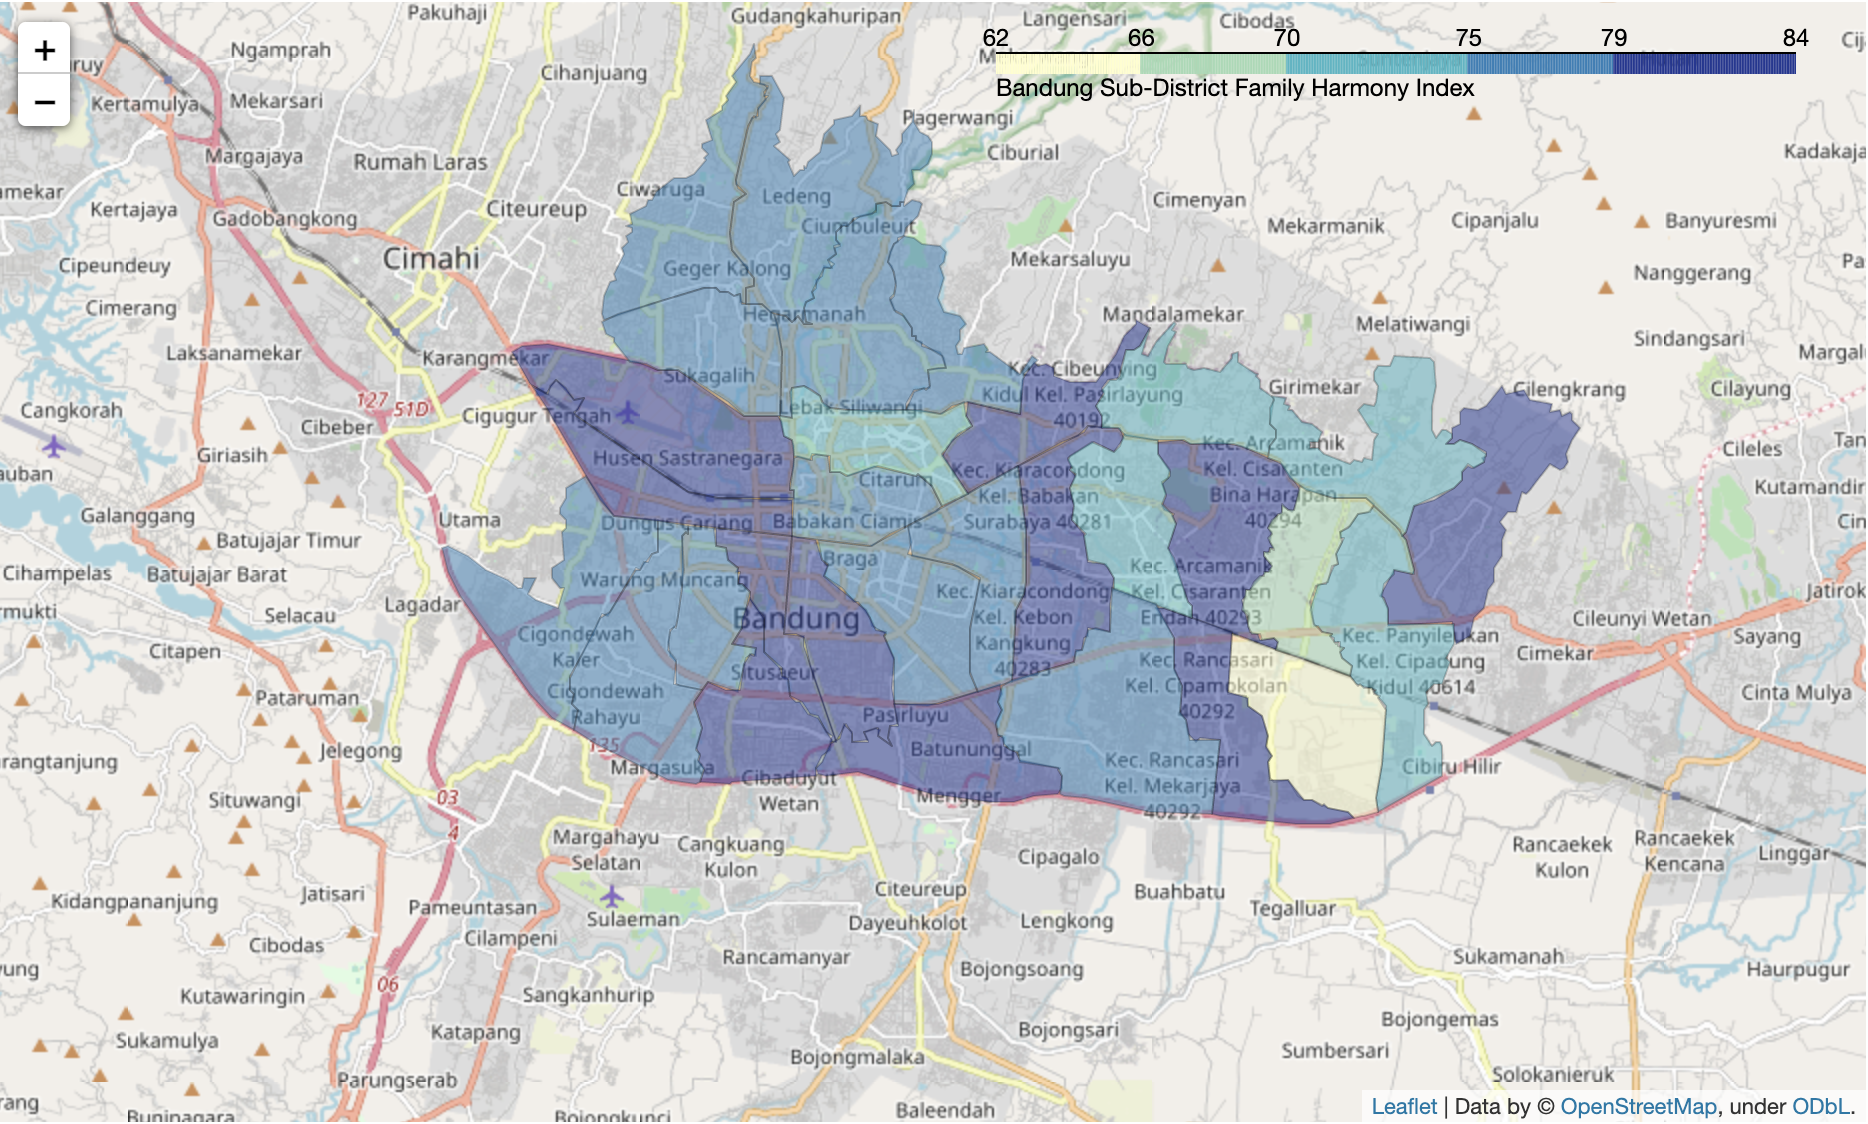 Pakuhaji
Gudangkahuripan
Langensari
Cibodas
+
Ngamprah
62 66 70 75 79 84
Suntenjaya
Hutan
Cihanjuang
Bandung Sub-District Family Harmony Index
−
Kertamulya
Mekarsari
Pagerwangi
Margajaya
Rumah Laras
Ciburial
Kadakaja
amekar
Ciwaruga
Ledeng
Cimenyan
Kertajaya
Gadobangkong
Citeureup
Ciumbuleuit
Mekarmanik
Cipanjalu
Banyuresmi
Cimahi
Cipeundeuy
Geger Kalong
Mekarsaluyu
Nanggerang
Cimerang
Hegarmanah
Mandalamekar
Melatiwangi
Sindangsari
Laksanamekar
Karangmekar
Sukagalih
Kec. Cibeunying
Kidul Kel. Pasirlayung
40192
Girimekar
Cilengkrang
Cilayung
127
51D
Cangkorah
Cibeber
Cigugur Tengah
Lebak Siliwangi
Giriasih
Husen Sastranegara
Citarum
Kec. Kiaracondong
Kel. Babakan
Surabaya 40281
Kec. Arcamanik
Kel. Cisaranten
Bina Harapan
40294
Cileles
Kutamandir
Galanggang
Utama
Dungus Cariang
Babakan Ciamis
Batujajar Timur
Braga
Cihampelas
Batujajar Barat
Warung Muncang
Kec. Kiaracondong
Kel. Kebon
Kangkung
40283
Kec. Arcamanik
Kel. Cisaranten
Endah 40293
Selacau
Lagadar
Bandung
Cileunyi Wetan
Jatirok
Sayang
Citapen
Cigondewah
Kaler
Situsaeur
Kec. Rancasari
Kel. Cipamokolan
40292
Kec. Panyileukan
Kel. Cipadung
Kidul 40614
Cimekar
Cinta Mulya
Pataruman
Cigondewah
Rahayu
Pasirluyu
135
Jelegong
Margasuka
Batununggal
Kec. Rancasari
Kel. Mekarjaya
40292
Cibiru Hilir
Cibaduyut
Wetan
Mengger
Situwangi
03
4
Margahayu
Selatan
Cangkuang
Kulon
Cipagalo
Rancaekek
Kulon
Rancaekek
Kencana
Linggar
Kidangpananjung
Jatisari
Pameuntasan
Sulaeman
Citeureup
Dayeuhkolot
Lengkong
Buahbatu
Tegalluar
Cibodas
Cilampeni
Rancamanyar
Bojongsoang
Sukamanah
Haurpugur
06
Kutawaringin
Sangkanhurip
Sukamulya
Katapang
Bojongsari
Bojongemas
Bojongmalaka
Sumbersari
Parungserab
Solokanjeruk
Buninagara
Bojongkunci
Baleendah
Leaflet | Data by © OpenStreetMap, under ODbL.